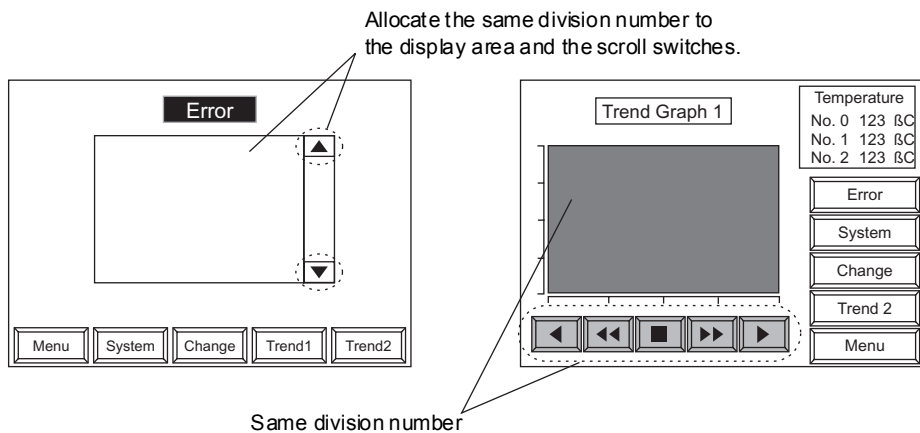 Allocate the same division number to
the display area and the scroll switches.
Error
Menu
System
Change
Trend1
Trend2
Trend Graph 1
Temperature
No. 0 123 ßC
No. 1 123 ßC
No. 2 123 ßC
Error
System
Change
Trend 2
Menu
Same division number